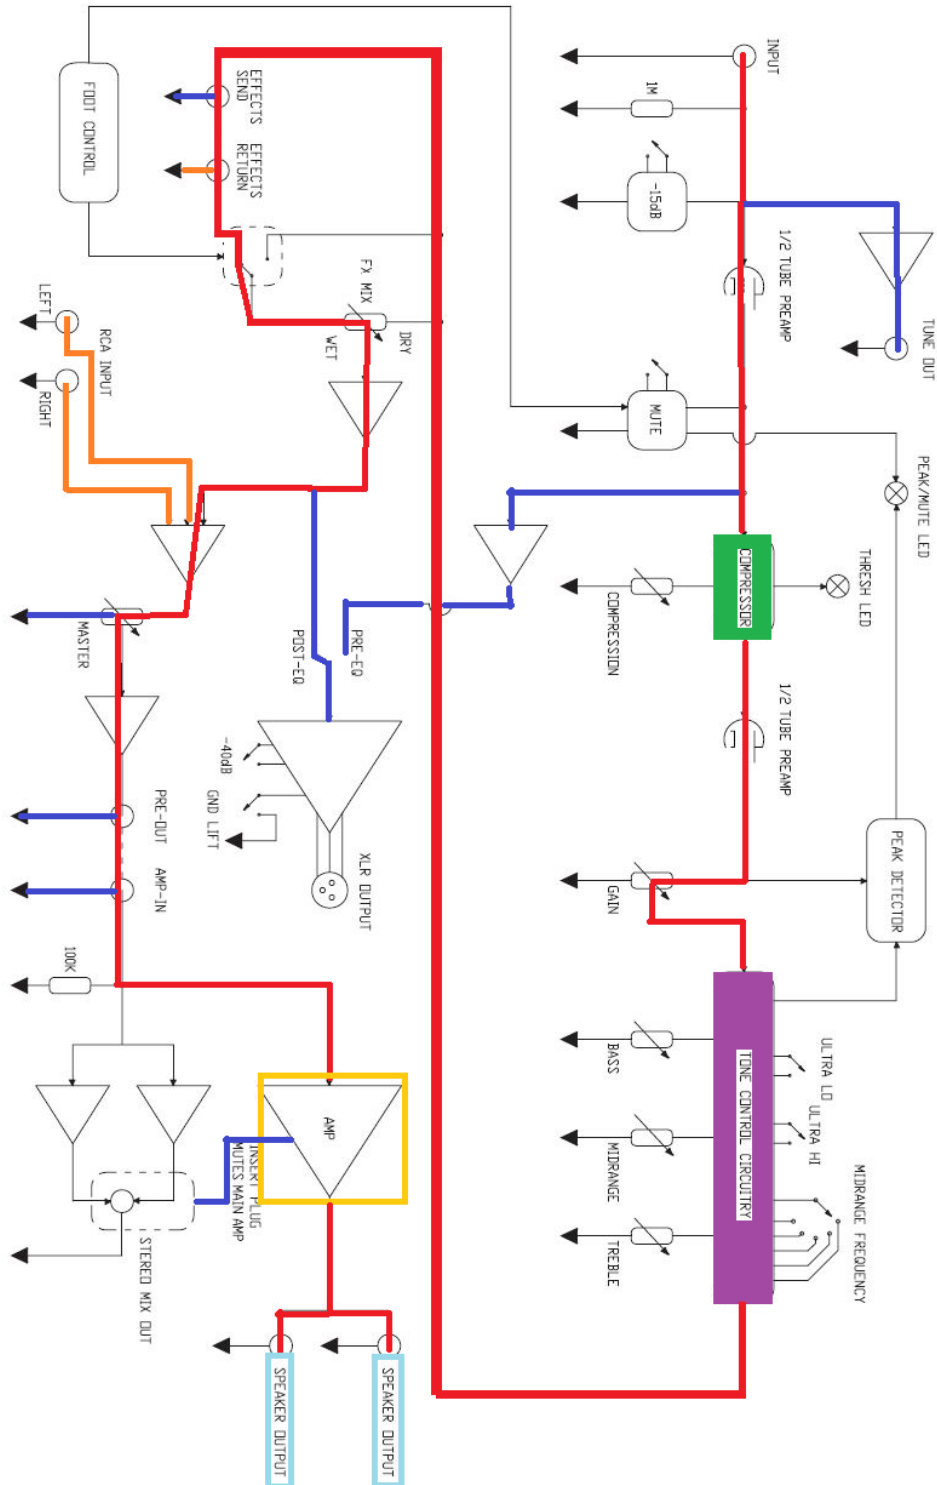 INPUT
1M
-15dB
1/2 TUBE PREAMP
TUNE OUT
MUTE
PEAK/MUTE LED
COMPRESSOR
THRESH LED
COMPRESSION
1/2 TUBE PREAMP
GAIN
PEAK DETECTOR
TONE CONTROL CIRCUITRY
BASS
MIDRANGE
TREBLE
ULTRA LO
ULTRA HI
MIDRANGE FREQUENCY
FOOT CONTROL
EFFECTS
SEND
EFFECTS
RETURN
FX MIX
DRY
WET
LEFT
RCA INPUT
RIGHT
MASTER
POST-EQ
PRE-EQ
-40dB
GND LIFT
XLR OUTPUT
PRE-OUT
AMP-IN
100K
AMP
INSERT PLUG
MUTES MAIN AMP
STEREO MIX OUT
SPEAKER OUTPUT
SPEAKER OUTPUT